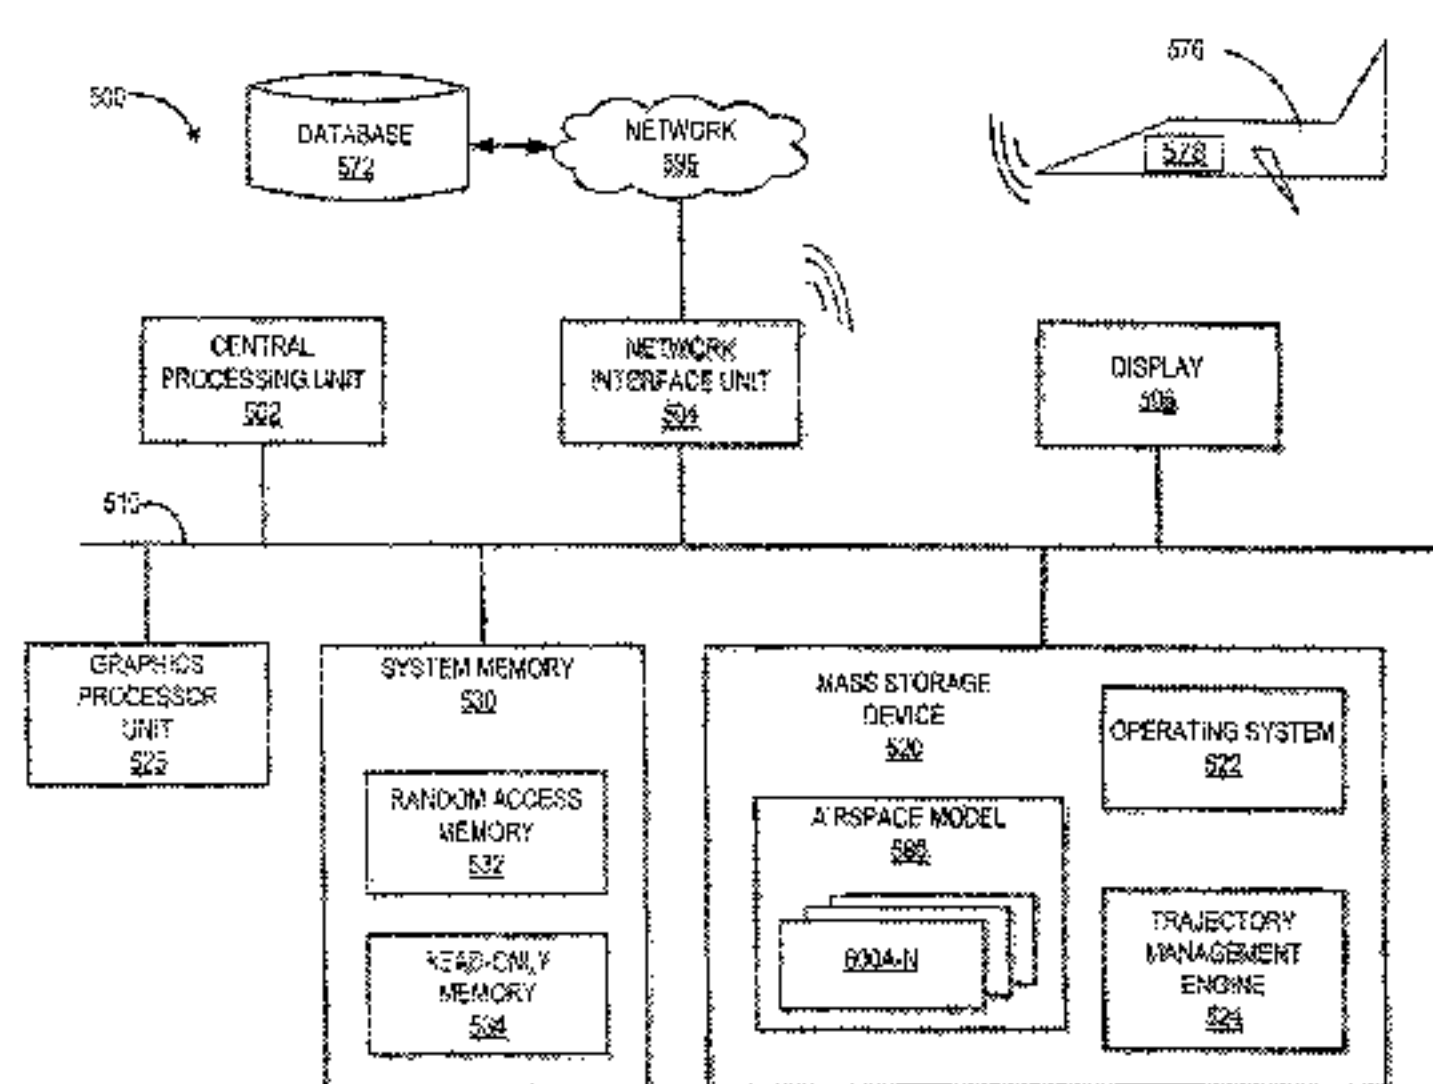 500
DATABASE
572
NETWORK
595
576
578
CENTRAL
PROCESSING UNIT
502
NETWORK
INTERFACE UNIT
504
DISPLAY
506
515
GRAPHICS
PROCESSOR
UNIT
525
SYSTEM MEMORY
530
RANDOM ACCESS
MEMORY
532
READ-ONLY
MEMORY
534
MASS STORAGE
DEVICE
520
OPERATING SYSTEM
522
AIRSPACE MODEL
600A-N
TRAJECTORY
MANAGEMENT
ENGINE
524